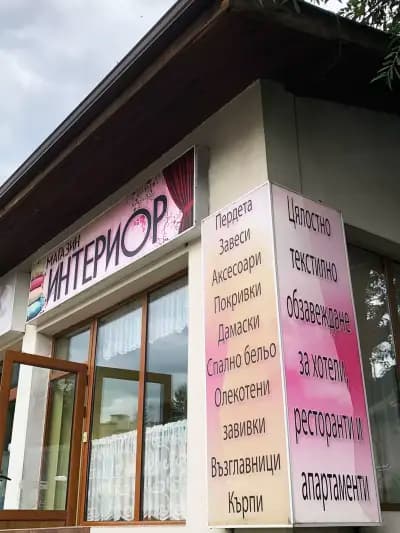 МАГАЗИН
ИНТЕРИОР
Пердета
Завеси
Аксесоари
Покривки
Дамаски
Спално бельо
Олекотени
завивки
Възглавници
Кърпи
Цялостно
текстилно
обзавеждане
за хотели,
ресторанти и
апартаменти